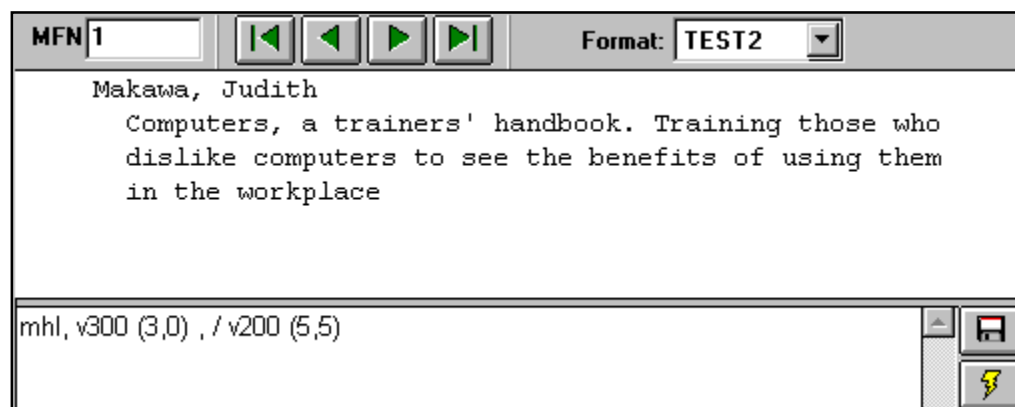 MFN 1 Format: TEST2
Makawa, Judith
Computers, a trainers' handbook. Training those who
dislike computers to see the benefits of using them
in the workplace
mhl, v300 (3,0) , / v200 (5,5)